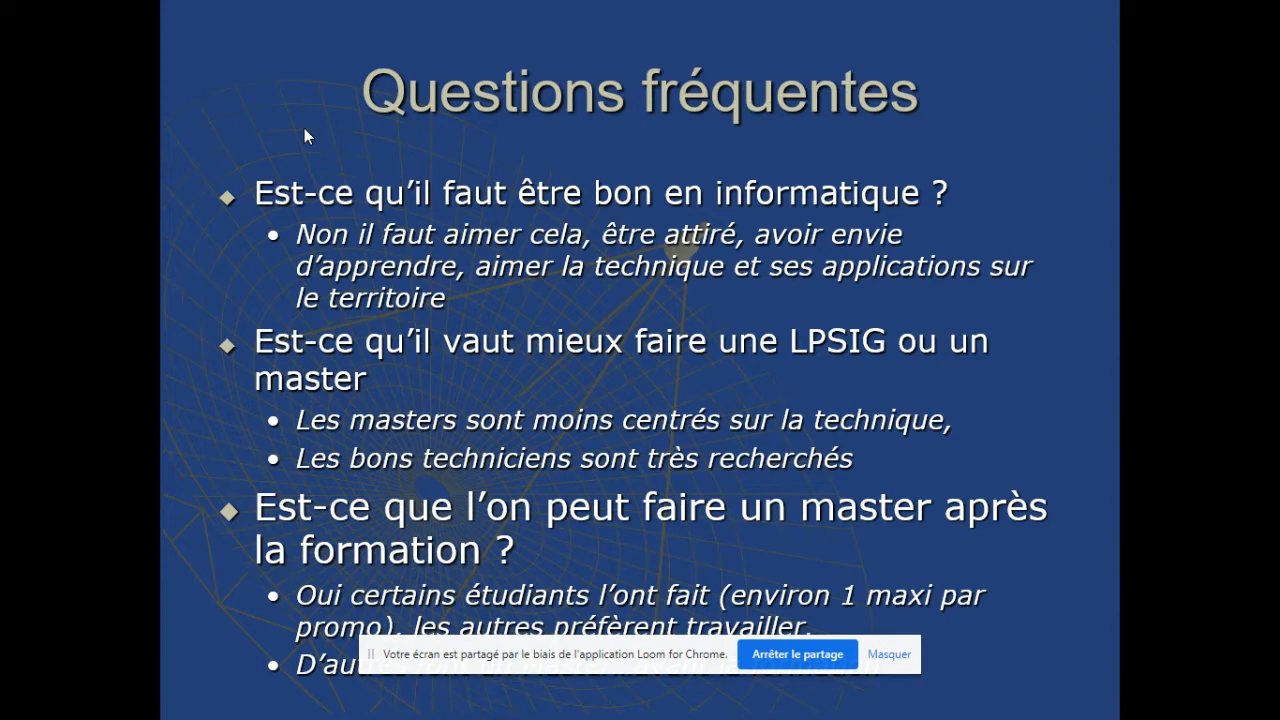 Questions fréquentes
Est-ce qu’il faut être bon en informatique ?
Non il faut aimer cela, être attiré, avoir envie
d’apprendre, aimer la technique et ses applications sur
le territoire
Est-ce qu’il vaut mieux faire une LPSIG ou un
master
Les masters sont moins centrés sur la technique,
Les bons techniciens sont très recherchés
Est-ce que l’on peut faire un master après
la formation ?
Oui certains étudiants l’ont fait (environ 1 maxi par
promo), les autres préfèrent travailler.
Votre écran est partagé par le biais de l'application Loom for Chrome. Arrêter le partage Masquer
D’autres